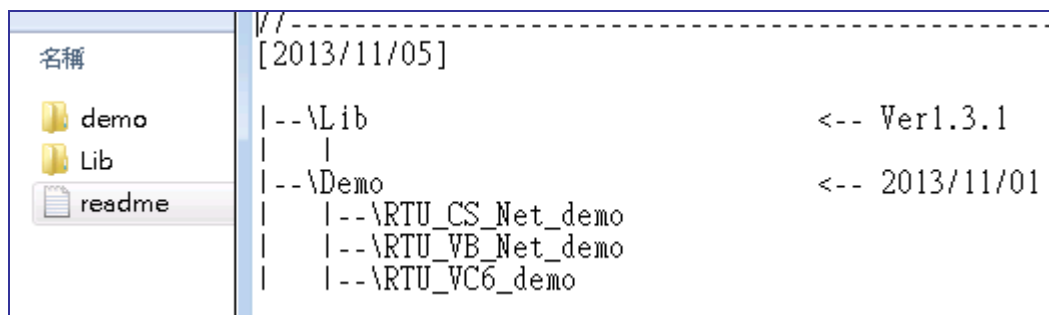 名稱
demo
Lib
readme
//--------------------------------------------------
[2013/11/05]
|--\Lib <-- Ver1.3.1
| |
|--\Demo <-- 2013/11/01
| |--\RTU_CS_Net_demo
| |--\RTU_VB_Net_demo
| |--\RTU_VC6_demo